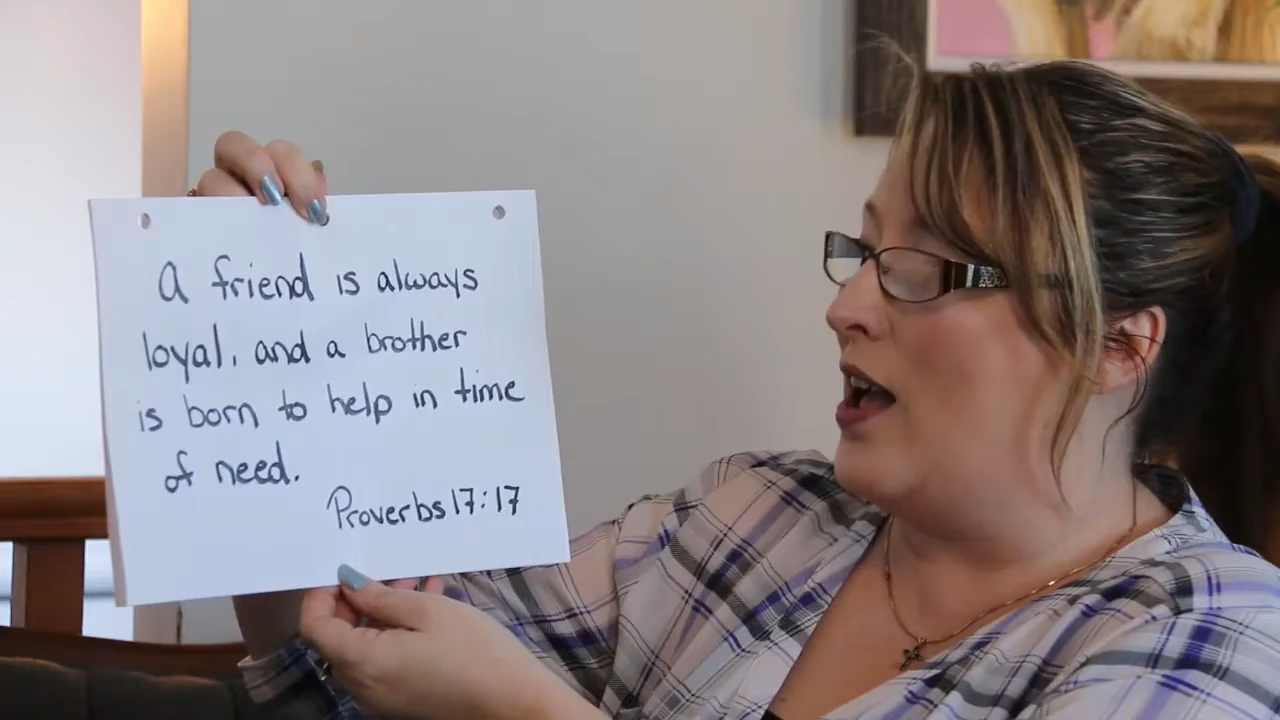 A friend is always
loyal, and a brother
is born to help in time
of need.
Proverbs 17:17